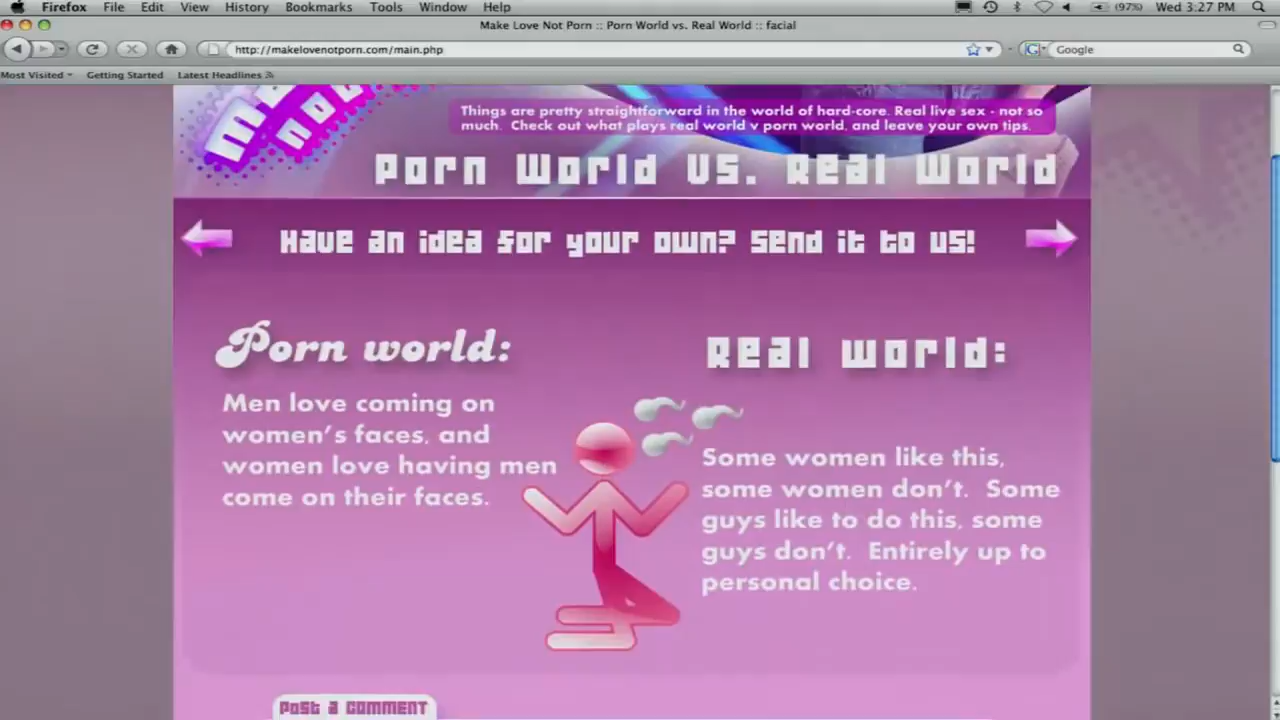 Firefox File Edit View History Bookmarks Tools Window Help (97%) Wed 3:27 PM
Make Love Not Porn :: Porn World vs. Real World :: facial
http://makelovenotporn.com/main.php
Google
Most Visited Getting Started Latest Headlines
Things are pretty straightforward in the world of hard-core. Real live sex - not so
much. Check out what plays real world v porn world, and leave your own tips.
Porn World VS. Real World
Have an idea for your own? Send it to us!
Porn world:
Men love coming on
women's faces, and
women love having men
come on their faces.
Real world:
Some women like this,
some women don't. Some
guys like to do this, some
guys don't. Entirely up to
personal choice.
Post a comment